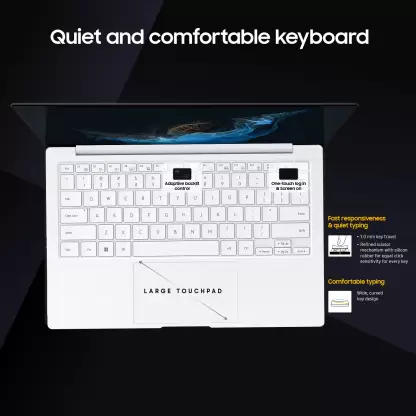 Quiet and comfortable keyboard
Adaptive backlit
control
One-touch log in
& Screen on
Fast responsiveness
& quiet typing
• 1.0 mm key travel
• Refined scissor
mechanism with silicon
rubber for equal click
sensitivity for every key
LARGE TOUCHPAD
Comfortable typing
Wide, curved
key design